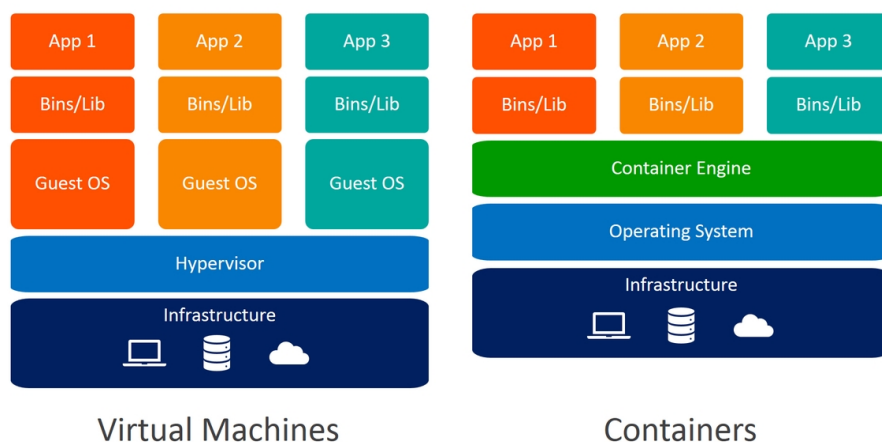 App 1
App 2
App 3
Bins/Lib
Bins/Lib
Bins/Lib
Guest OS
Guest OS
Guest OS
Hypervisor
Infrastructure
Virtual Machines
App 1
App 2
App 3
Bins/Lib
Bins/Lib
Bins/Lib
Container Engine
Operating System
Infrastructure
Containers